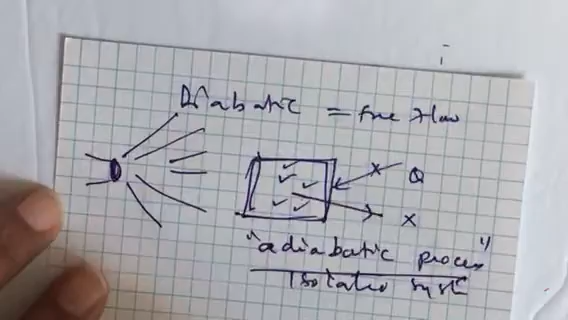 Diabatic = free flow
x Q
x
"adiabatic process"
Isolated syst